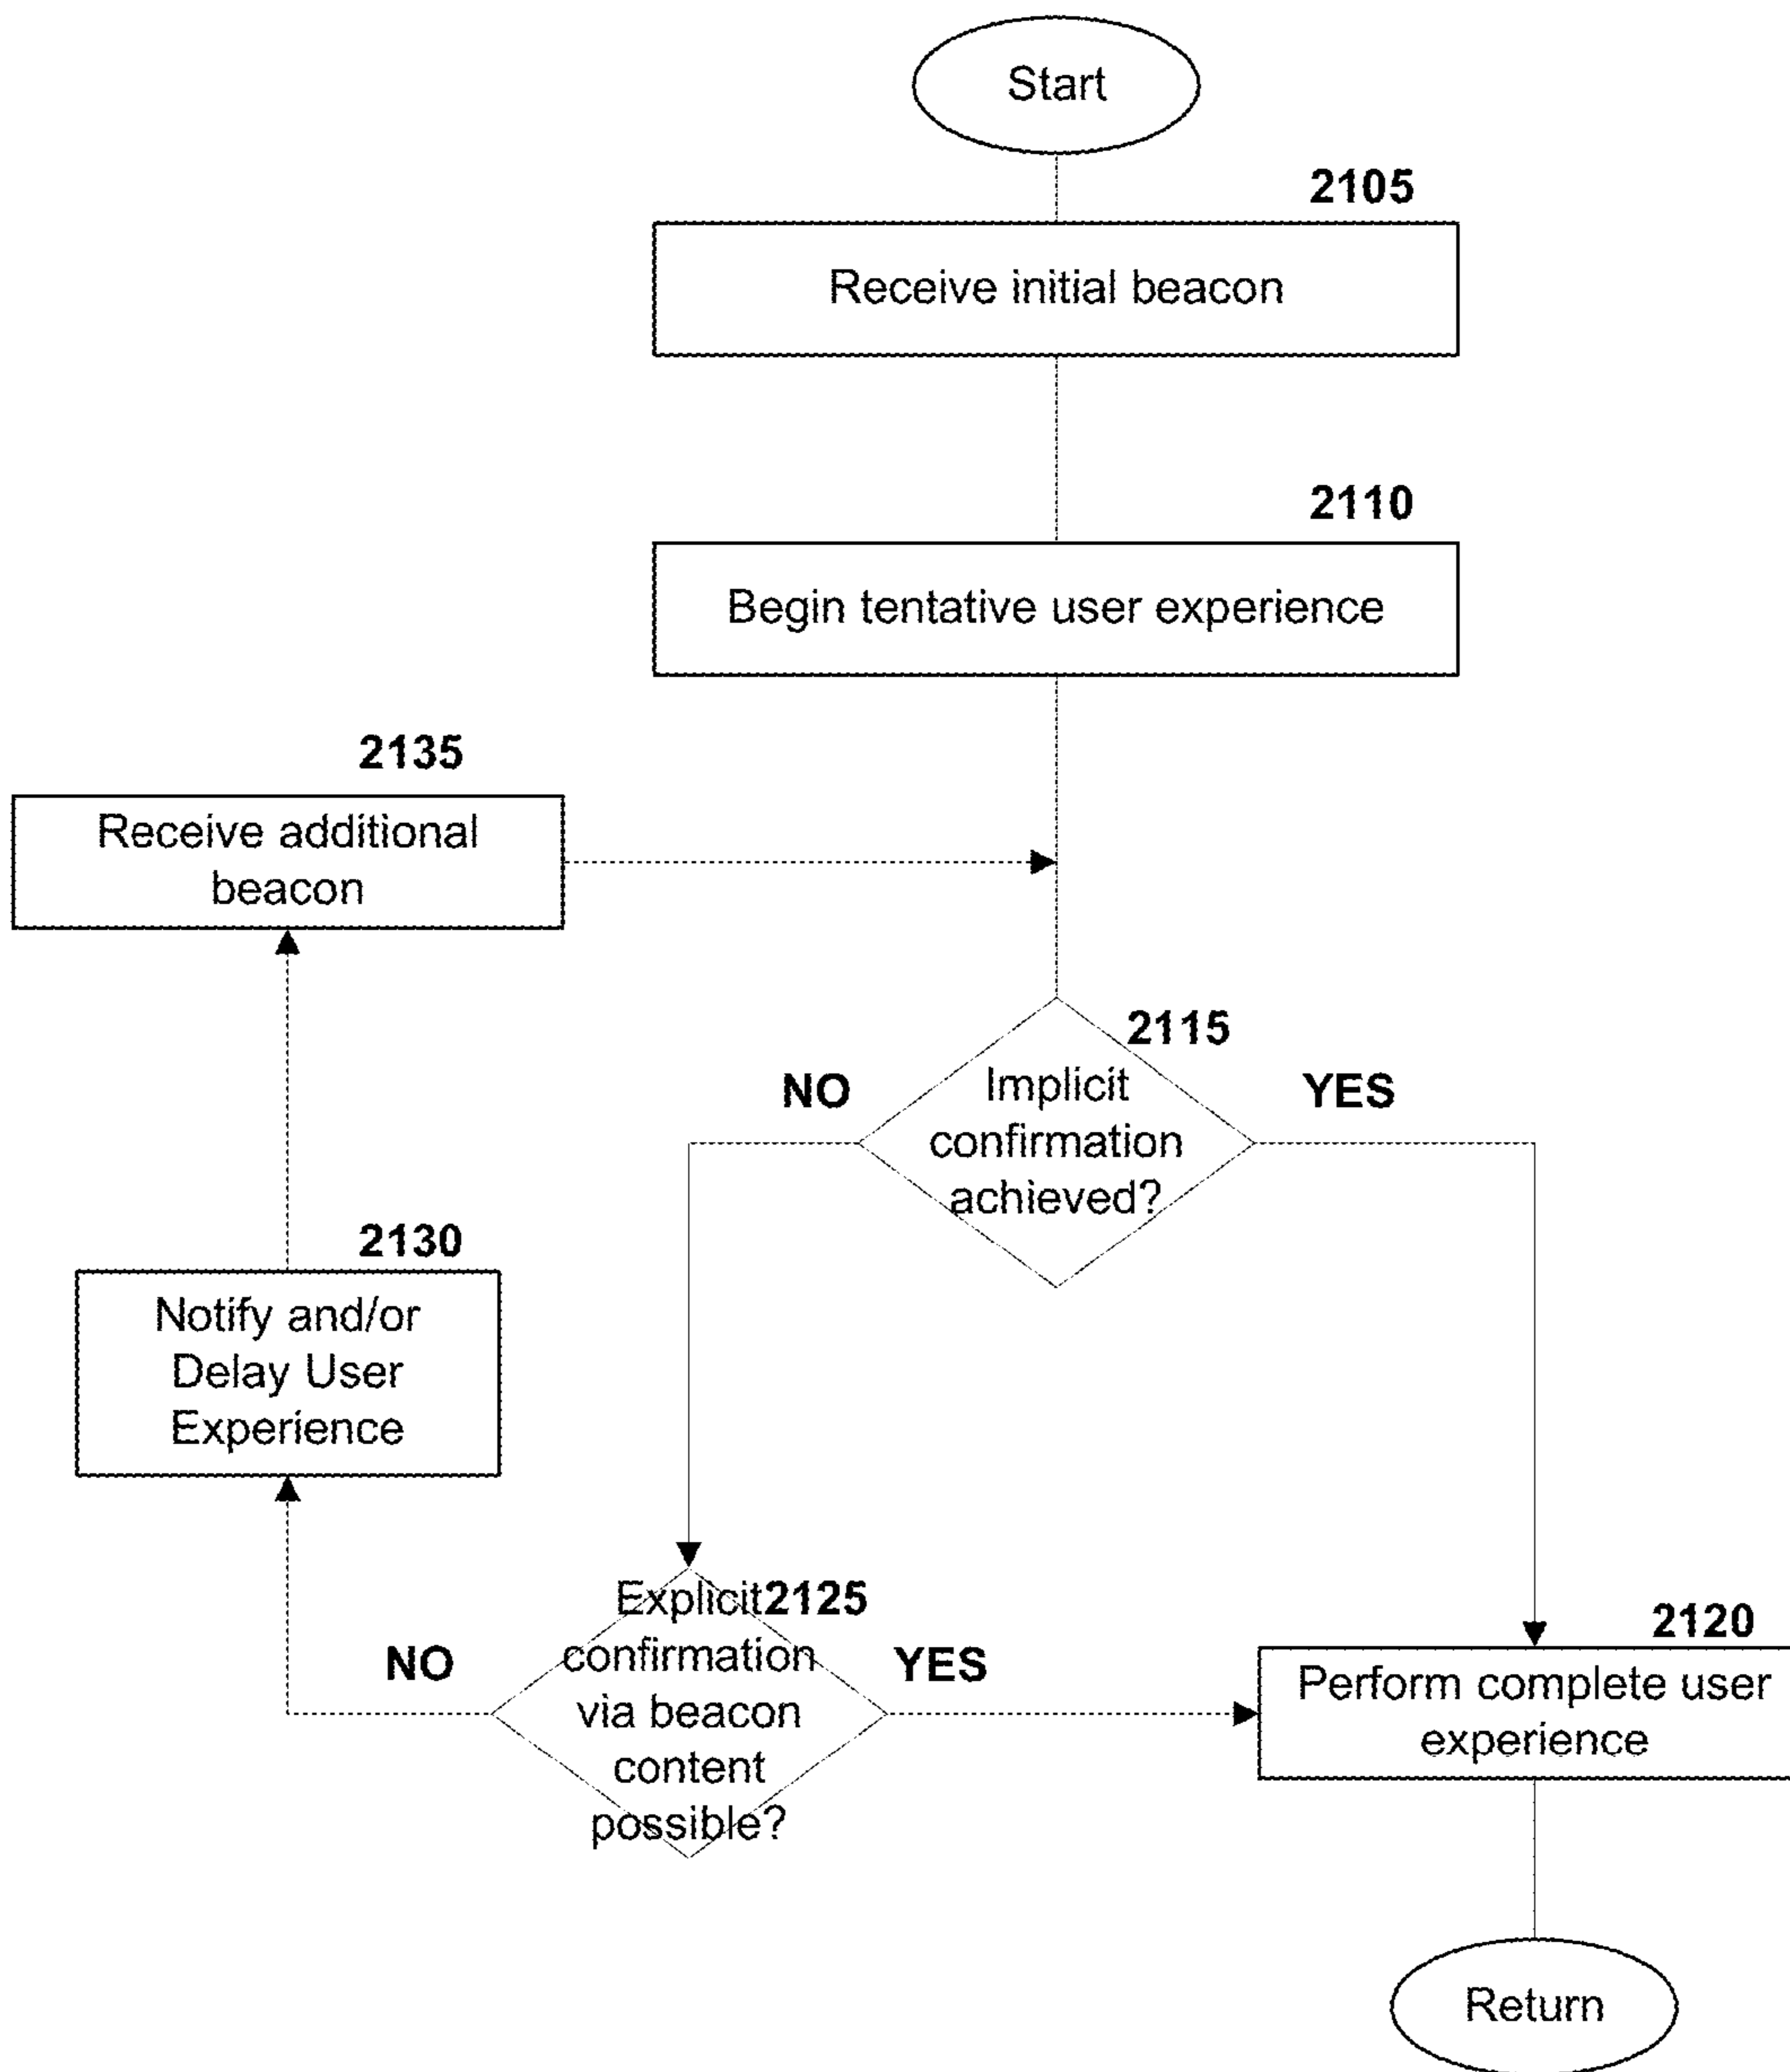 Start
2105
Receive initial beacon
2110
Begin tentative user experience
2135
Receive additional
beacon
2115
NO
YES
Implicit
confirmation
achieved?
2130
Notify and/or
Delay User
Experience
Explicit
2125
confirmation
via beacon
content
possible?
NO
YES
2120
Perform complete user
experience
Return